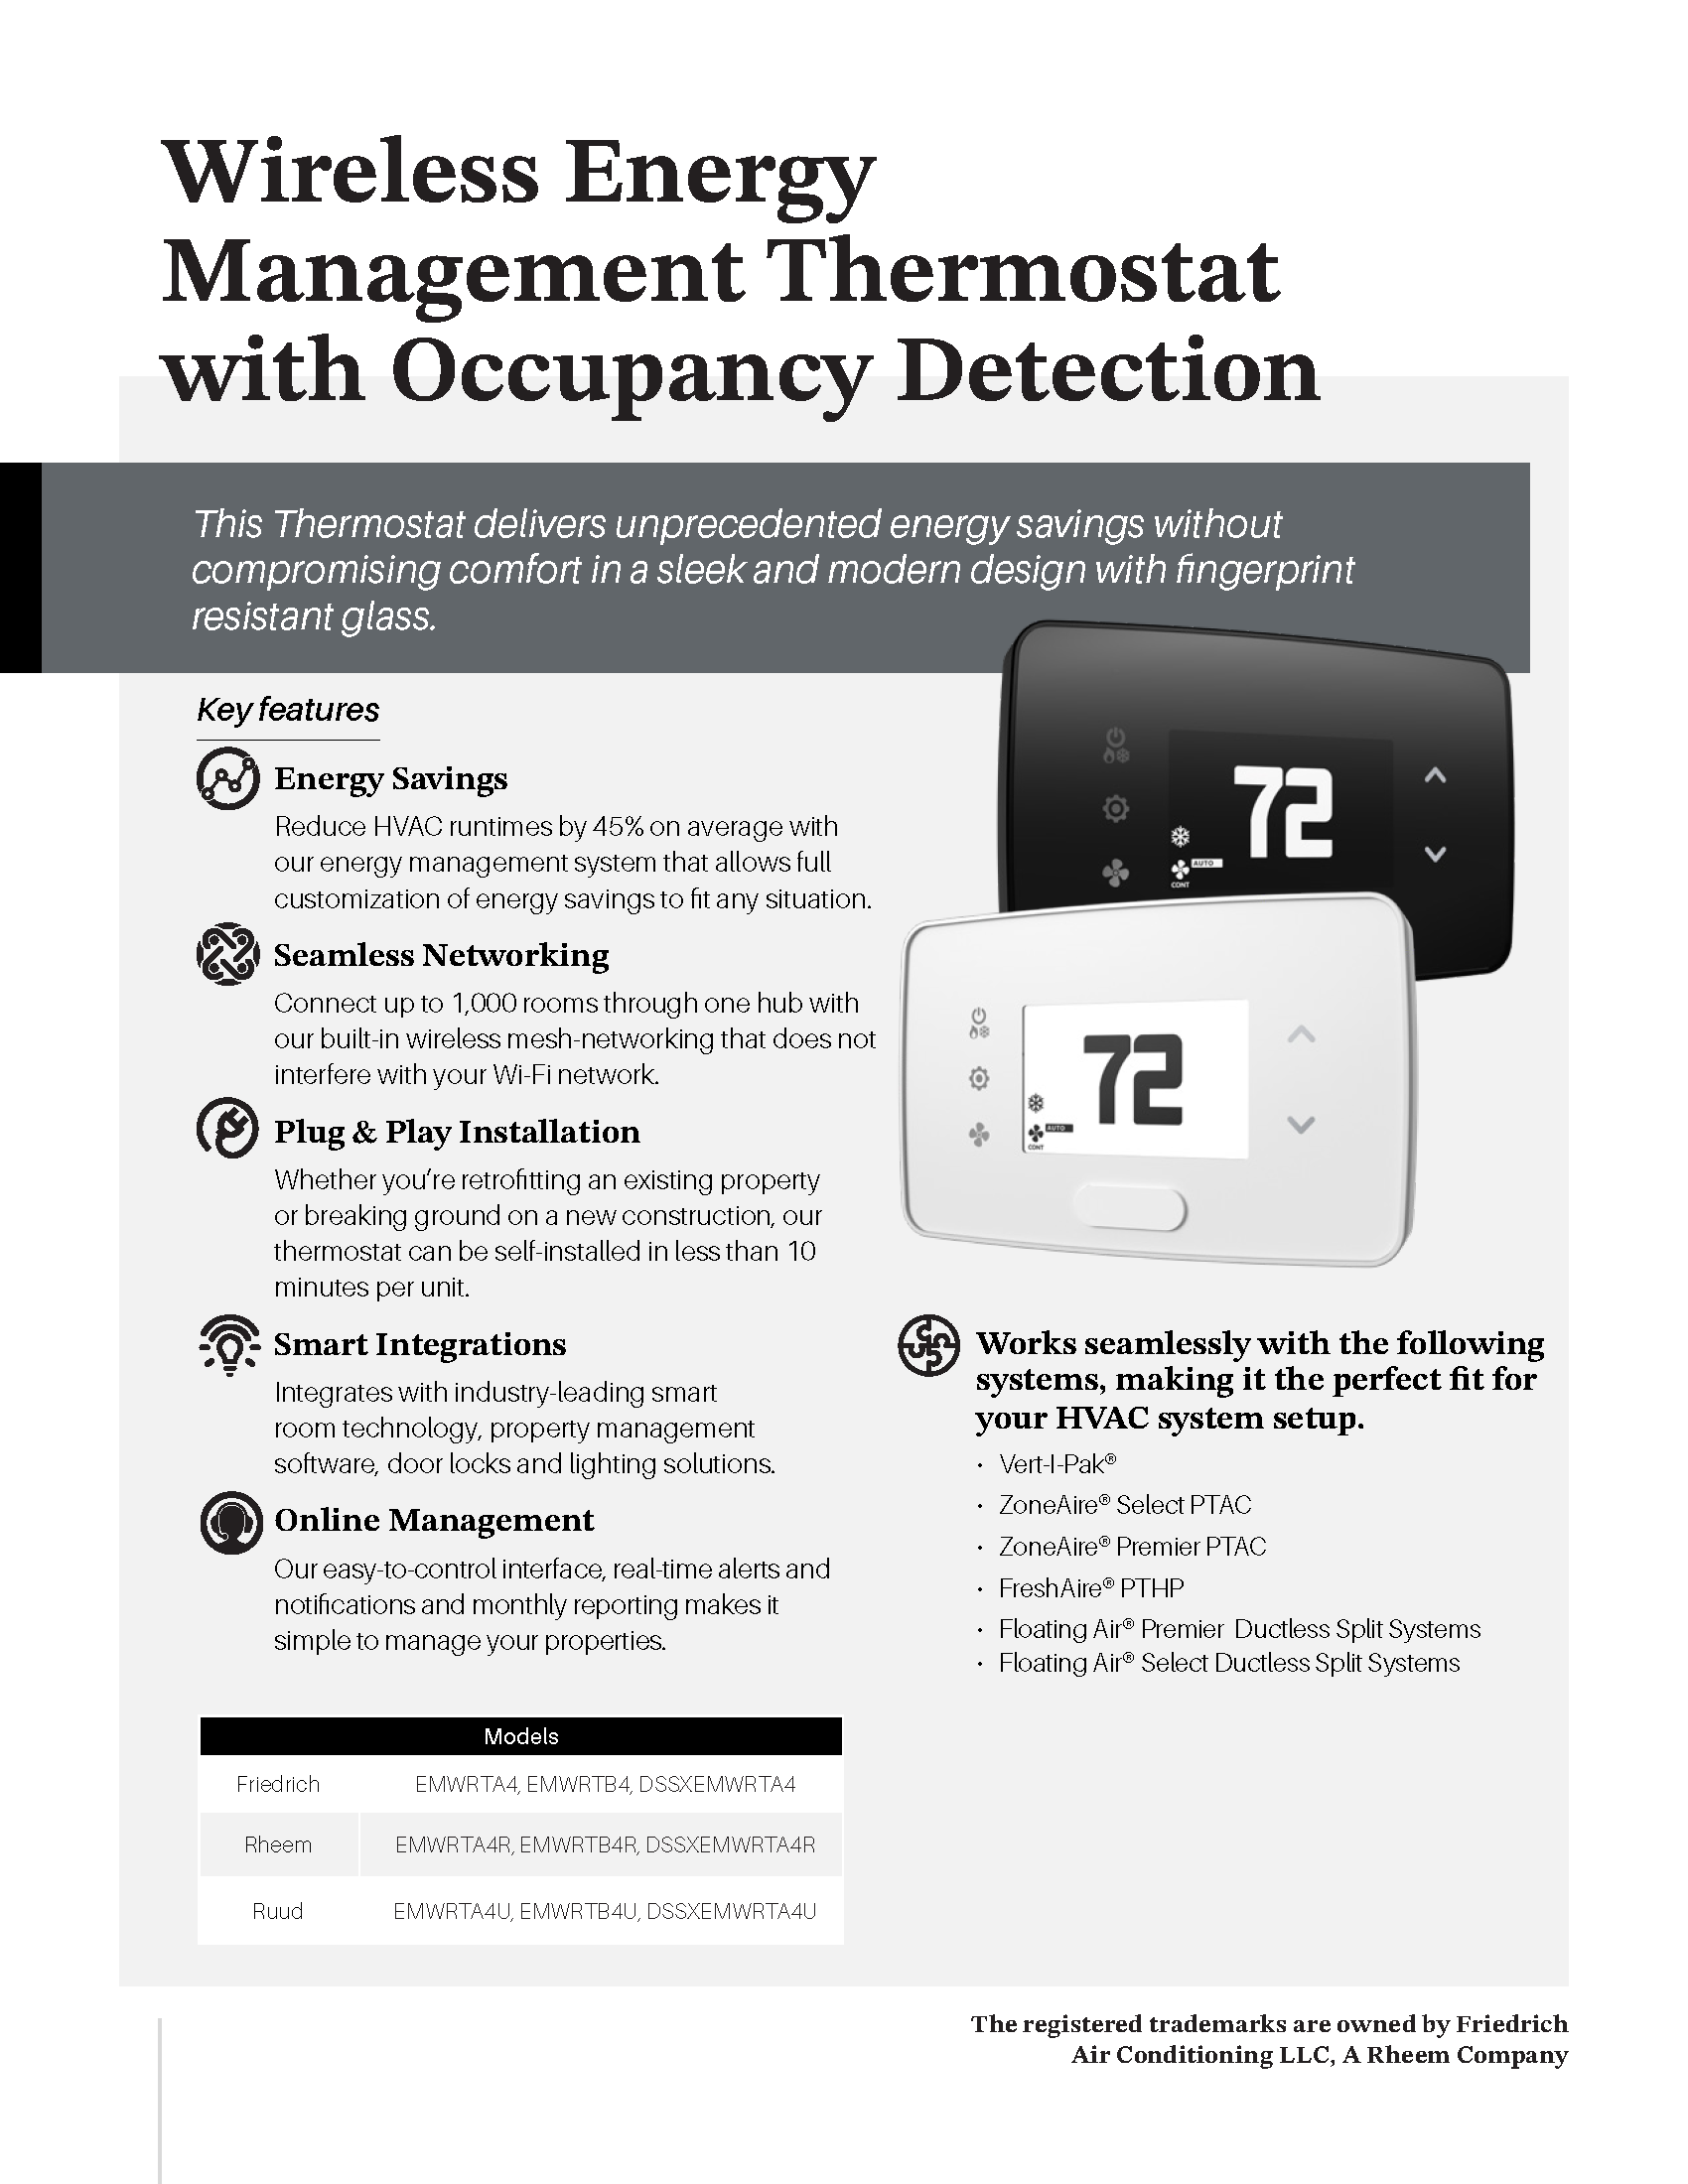 Wireless Energy
Management Thermostat
with Occupancy Detection
This Thermostat delivers unprecedented energy savings without
compromising comfort in a sleek and modern design with fingerprint
resistant glass.
Key features
Energy Savings
Reduce HVAC runtimes by 45% on average with
our energy management system that allows full
customization of energy savings to fit any situation.
Seamless Networking
Connect up to 1,000 rooms through one hub with
our built-in wireless mesh-networking that does not
interfere with your Wi-Fi network.
Plug & Play Installation
Whether you’re retrofitting an existing property
or breaking ground on a new construction, our
thermostat can be self-installed in less than 10
minutes per unit.
Smart Integrations
Integrates with industry-leading smart
room technology, property management
software, door locks and lighting solutions.
Online Management
Our easy-to-control interface, real-time alerts and
notifications and monthly reporting makes it
simple to manage your properties.
72
AUTO
CONT
72
AUTO
CONT
Works seamlessly with the following
systems, making it the perfect fit for
your HVAC system setup.
• Vert-I-Pak®
• ZoneAire® Select PTAC
• ZoneAire® Premier PTAC
• FreshAire® PTHP
• Floating Air® Premier Ductless Split Systems
• Floating Air® Select Ductless Split Systems
Models
Friedrich EMWRTA4, EMWRTB4, DSSXEMWRTA4
Rheem EMWRTA4R, EMWRTB4R, DSSXEMWRTA4R
Ruud EMWRTA4U, EMWRTB4U, DSSXEMWRTA4U
The registered trademarks are owned by Friedrich
Air Conditioning LLC, A Rheem Company